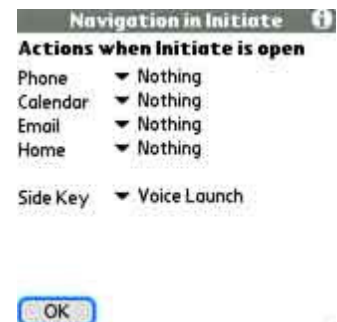 Navigation in Initiate
Actions when Initiate is open
Phone Nothing
Calendar Nothing
Email Nothing
Home Nothing
Side Key Voice Launch
OK